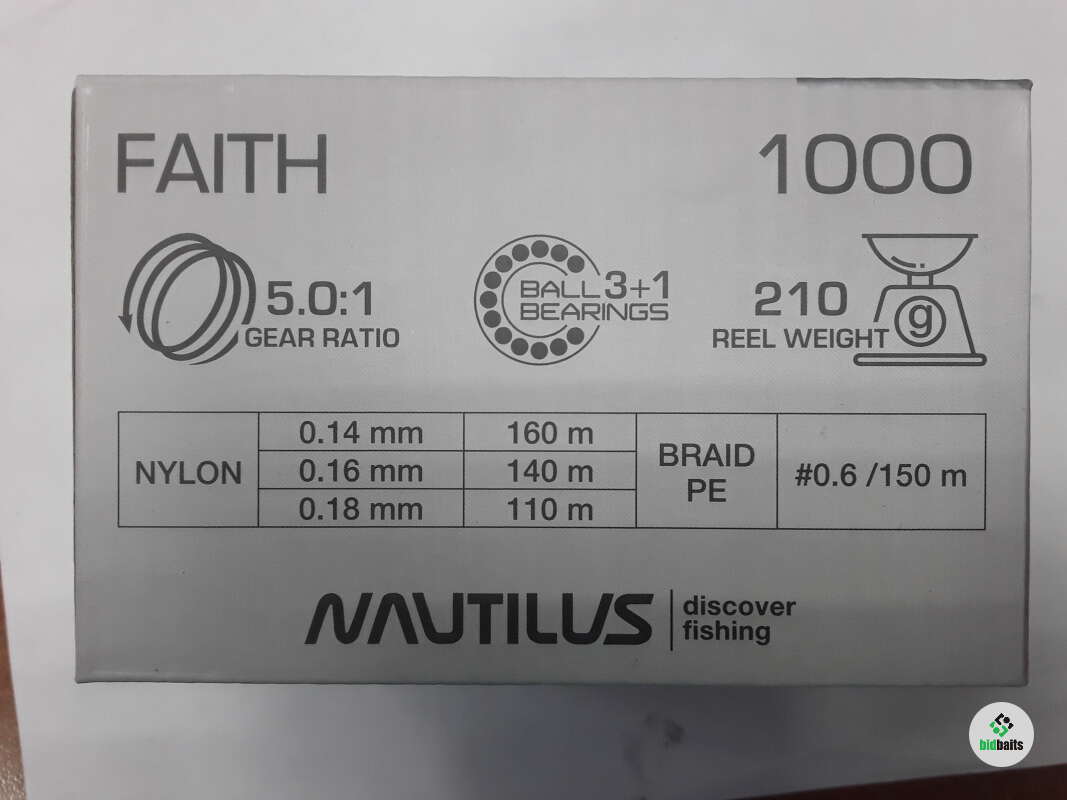 FAITH
1000
5.0:1
GEAR RATIO
BALL 3+1
BEARINGS
210
REEL WEIGHT
g
NYLON
0.14 mm 160 m
0.16 mm 140 m
0.18 mm 110 m
BRAID
PE
#0.6 /150 m
NAUTILUS
discover
fishing
bidbaits